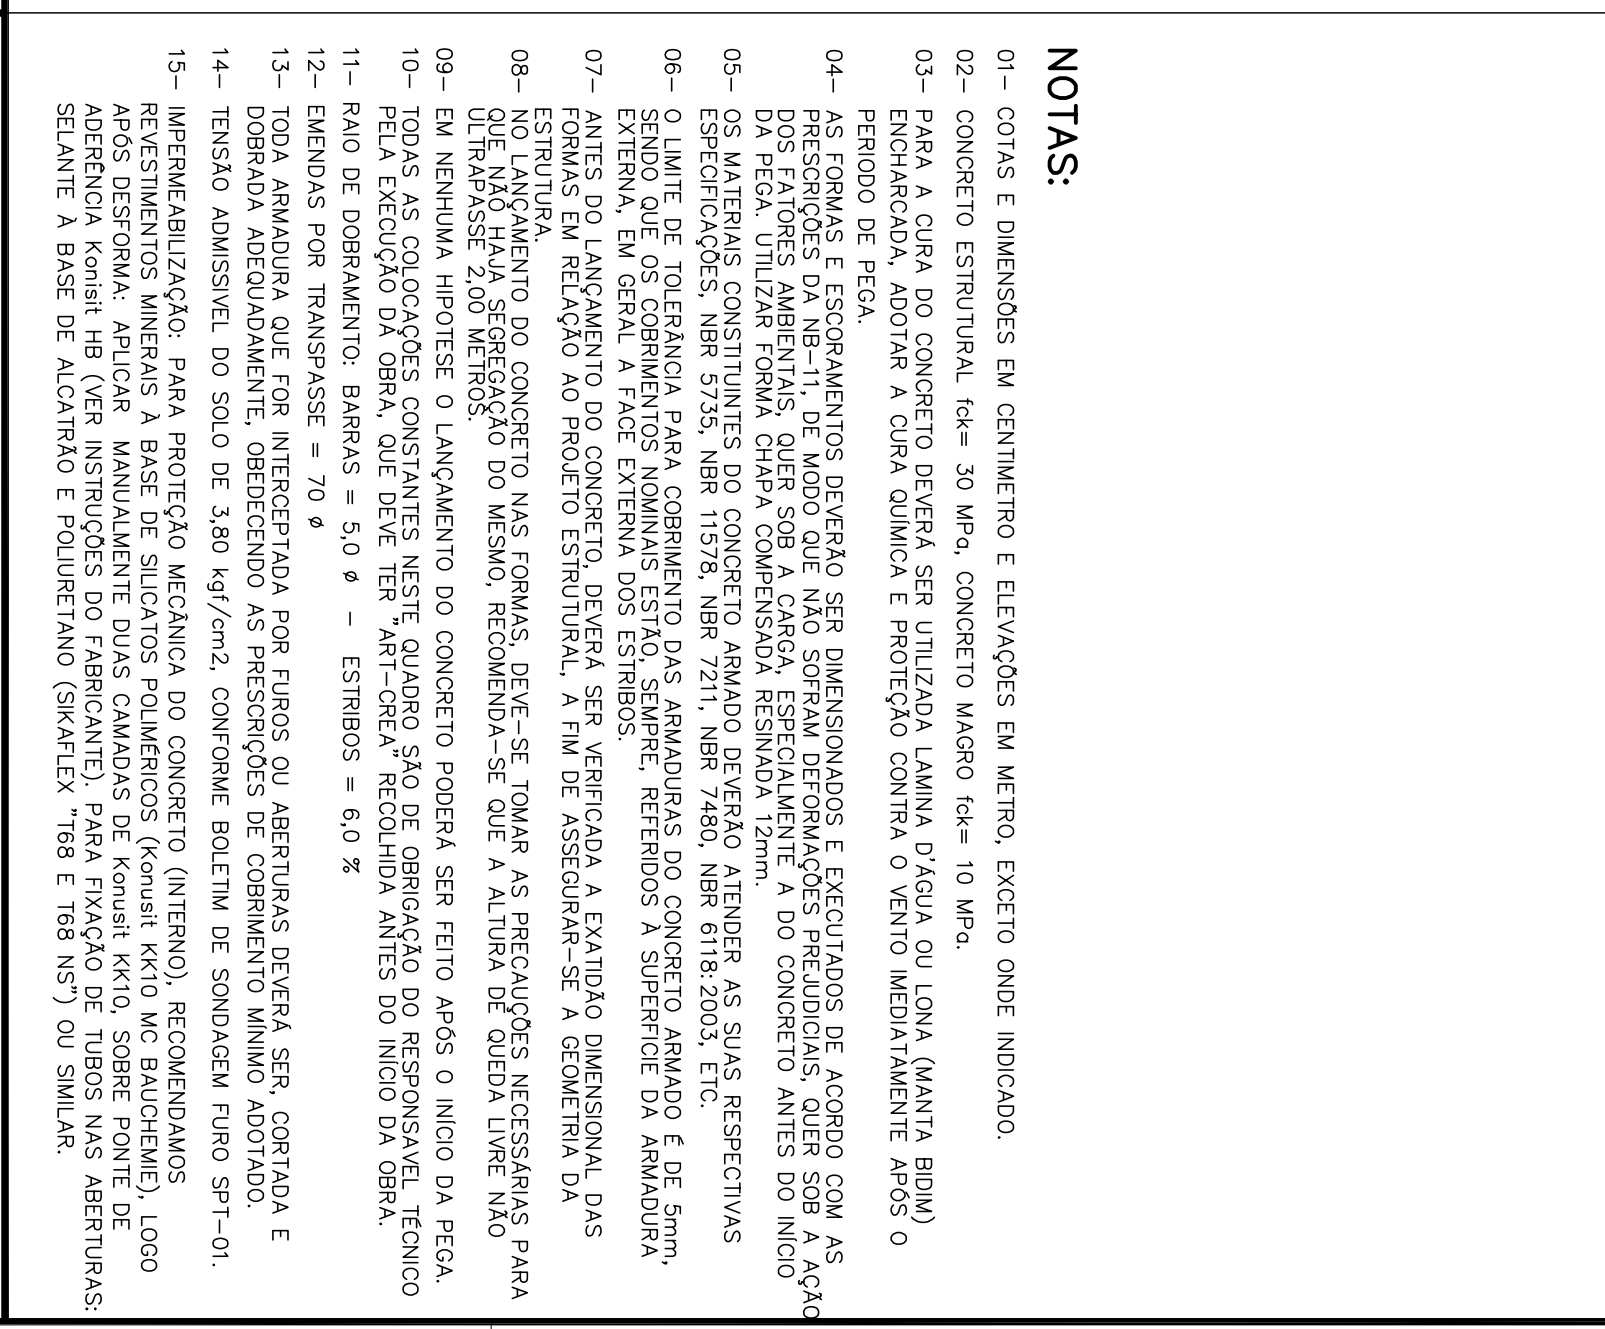 NOTAS:
01- COTAS E DIMENSÕES EM CENTIMETRO E ELEVAÇÕES EM METRO, EXCETO ONDE INDICADO.
02- CONCRETO ESTRUTURAL fck= 30 MPa, CONCRETO MAGRO fck= 10 MPa.
03- PARA A CURA DO CONCRETO DEVERÁ SER UTILIZADA LAMINA D'ÁGUA OU LONA (MANTA BIDIM)
ENCHARCADA, ADOTAR A CURA QUÍMICA E PROTEÇÃO CONTRA O VENTO IMEDIATAMENTE APÓS O
PERIODO DE PEGA.
04- AS FORMAS E ESCORAMENTOS DEVERÃO SER DIMENSIONADOS E EXECUTADOS DE ACORDO COM AS
PRESCRIÇÕES DA NB-11, DE MODO QUE NÃO SOFRAM DEFORMAÇÕES PREJUDICIAIS, QUER SOB A AÇÃO
DOS FATORES AMBIENTAIS, QUER SOB A CARGA, ESPECIALMENTE A DO CONCRETO ANTES DO INÍCIO
DA PEGA. UTILIZAR FORMA CHAPA COMPENSADA RESINADA 12mm.
05- OS MATERIAIS CONSTITUINTES DO CONCRETO ARMADO DEVERÃO ATENDER AS SUAS RESPECTIVAS
ESPECIFICAÇÕES, NBR 5735, NBR 11578, NBR 7211, NBR 7480, NBR 6118:2003, ETC.
06- O LIMITE DE TOLERÂNCIA PARA COBRIMENTO DAS ARMADURAS DO CONCRETO ARMADO É DE 5mm,
SENDO QUE OS COBRIMENTOS NOMINAIS ESTÃO, SEMPRE, REFERIDOS À SUPERFICIE DA ARMADURA
EXTERNA, EM GERAL A FACE EXTERNA DOS ESTRIBOS.
07- ANTES DO LANÇAMENTO DO CONCRETO, DEVERÁ SER VERIFICADA A EXATIDÃO DIMENSIONAL DAS
FORMAS EM RELAÇÃO AO PROJETO ESTRUTURAL, A FIM DE ASSEGURAR-SE A GEOMETRIA DA
ESTRUTURA.
08- NO LANÇAMENTO DO CONCRETO NAS FORMAS, DEVE-SE TOMAR AS PRECAUÇÕES NECESSÁRIAS PARA
QUE NÃO HAJA SEGREGAÇÃO DO MESMO, RECOMENDA-SE QUE A ALTURA DE QUEDA LIVRE NÃO
ULTRAPASSE 2,00 METROS.
09- EM NENHUMA HIPOTESE O LANÇAMENTO DO CONCRETO PODERÁ SER FEITO APÓS O INÍCIO DA PEGA.
10- TODAS AS COLOCAÇÕES CONSTANTES NESTE QUADRO SÃO DE OBRIGAÇÃO DO RESPONSAVEL TÉCNICO
PELA EXECUÇÃO DA OBRA, QUE DEVE TER "ART-CREA" RECOLHIDA ANTES DO INÍCIO DA OBRA.
11- RAIO DE DOBRAMENTO: BARRAS = 5,0 ø - ESTRIBOS = 6,0 %
12- EMENDAS POR TRANSPASSE = 70 ø
13- TODA ARMADURA QUE FOR INTERCEPTADA POR FUROS OU ABERTURAS DEVERÁ SER, CORTADA E
DOBRADA ADEQUADAMENTE, OBEDECENDO AS PRESCRIÇÕES DE COBRIMENTO MÍNIMO ADOTADO.
14- TENSÃO ADMISSIVEL DO SOLO DE 3,80 kgf/cm2, CONFORME BOLETIM DE SONDAGEM FURO SPT-01.
15- IMPERMEABILIZAÇÃO: PARA PROTEÇÃO MECÂNICA DO CONCRETO (INTERNO), RECOMENDAMOS
REVESTIMENTOS MINERAIS À BASE DE SILICATOS POLIMÉRICOS (Konusit KK10 MC BAUCHEMIE), LOGO
APÓS DESFORMA: APLICAR MANUALMENTE DUAS CAMADAS DE Konusit KK10, SOBRE PONTE DE
ADERÊNCIA Konisit HB (VER INSTRUÇÕES DO FABRICANTE). PARA FIXAÇÃO DE TUBOS NAS ABERTURAS:
SELANTE À BASE DE ALCATRÃO E POLIURETANO (SIKAFLEX "T68 E T68 NS") OU SIMILAR.